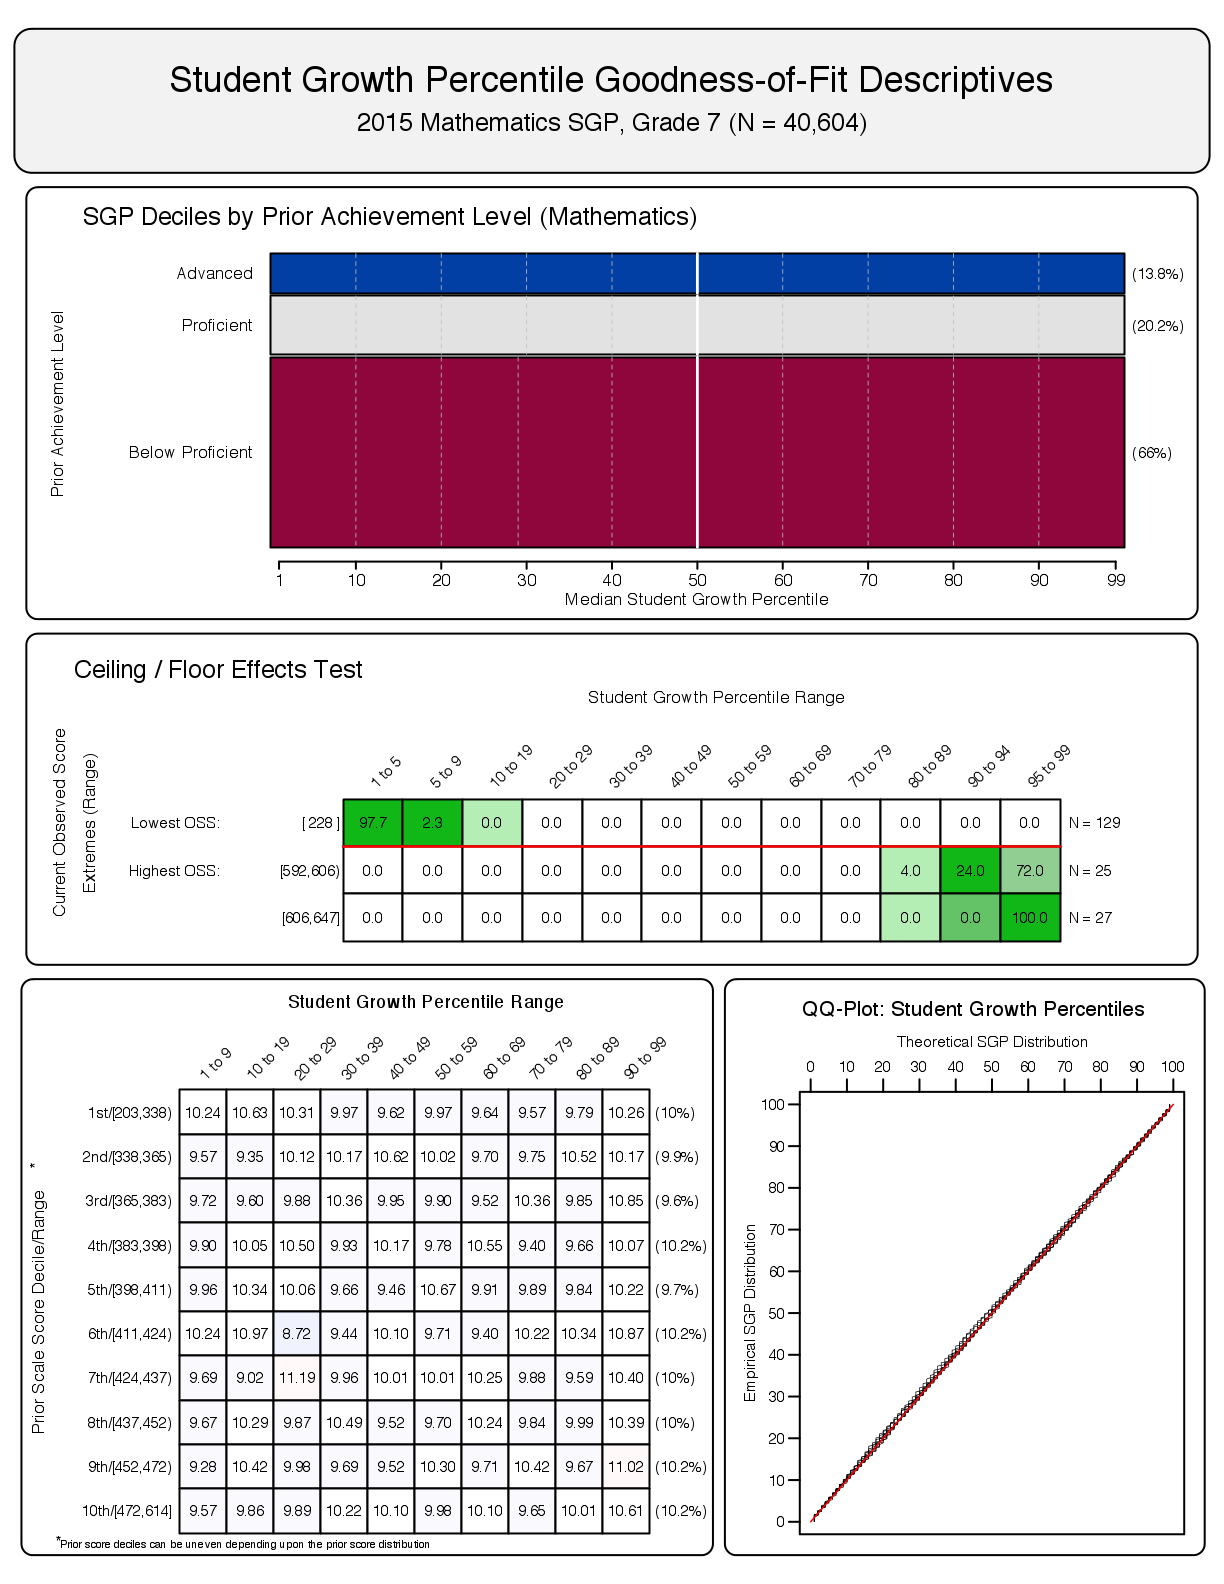 Student Growth Percentile Goodness-of-Fit Descriptives
2015 Mathematics SGP, Grade 7 (N = 40,604)
SGP Deciles by Prior Achievement Level (Mathematics)
Prior Achievement Level
Advanced (13.8%)
Proficient (20.2%)
Below Proficient (66%)
1 10 20 30 40 50 60 70 80 90 99
Median Student Growth Percentile
Ceiling / Floor Effects Test
Student Growth Percentile Range
Current Observed Score
Extremes (Range)
1 to 5 5 to 9 10 to 19 20 to 29 30 to 39 40 to 49 50 to 59 60 to 69 70 to 79 80 to 89 90 to 94 95 to 99
Lowest OSS: [ 228 ] 97.7 2.3 0.0 0.0 0.0 0.0 0.0 0.0 0.0 0.0 0.0 0.0 N = 129
Highest OSS: [592,606) 0.0 0.0 0.0 0.0 0.0 0.0 0.0 0.0 0.0 4.0 24.0 72.0 N = 25
[606,647] 0.0 0.0 0.0 0.0 0.0 0.0 0.0 0.0 0.0 0.0 0.0 100.0 N = 27
Student Growth Percentile Range
1 to 9 10 to 19 20 to 29 30 to 39 40 to 49 50 to 59 60 to 69 70 to 79 80 to 89 90 to 99
Prior Scale Score Decile/Range *
1st/[203,338) 10.24 10.63 10.31 9.97 9.62 9.97 9.64 9.57 9.79 10.26 (10%)
2nd/[338,365) 9.57 9.35 10.12 10.17 10.62 10.02 9.70 9.75 10.52 10.17 (9.9%)
3rd/[365,383) 9.72 9.60 9.88 10.36 9.95 9.90 9.52 10.36 9.85 10.85 (9.6%)
4th/[383,398) 9.90 10.05 10.50 9.93 10.17 9.78 10.55 9.40 9.66 10.07 (10.2%)
5th/[398,411) 9.96 10.34 10.06 9.66 9.46 10.67 9.91 9.89 9.84 10.22 (9.7%)
6th/[411,424) 10.24 10.97 8.72 9.44 10.10 9.71 9.40 10.22 10.34 10.87 (10.2%)
7th/[424,437) 9.69 9.02 11.19 9.96 10.01 10.01 10.25 9.88 9.59 10.40 (10%)
8th/[437,452) 9.67 10.29 9.87 10.49 9.52 9.70 10.24 9.84 9.99 10.39 (10%)
9th/[452,472) 9.28 10.42 9.98 9.69 9.52 10.30 9.71 10.42 9.67 11.02 (10.2%)
10th/[472,614] 9.57 9.86 9.89 10.22 10.10 9.98 10.10 9.65 10.01 10.61 (10.2%)
*Prior score deciles can be uneven depending upon the prior score distribution
QQ-Plot: Student Growth Percentiles
Theoretical SGP Distribution
0 10 20 30 40 50 60 70 80 90 100
Empirical SGP Distribution
100
90
80
70
60
50
40
30
20
10
0